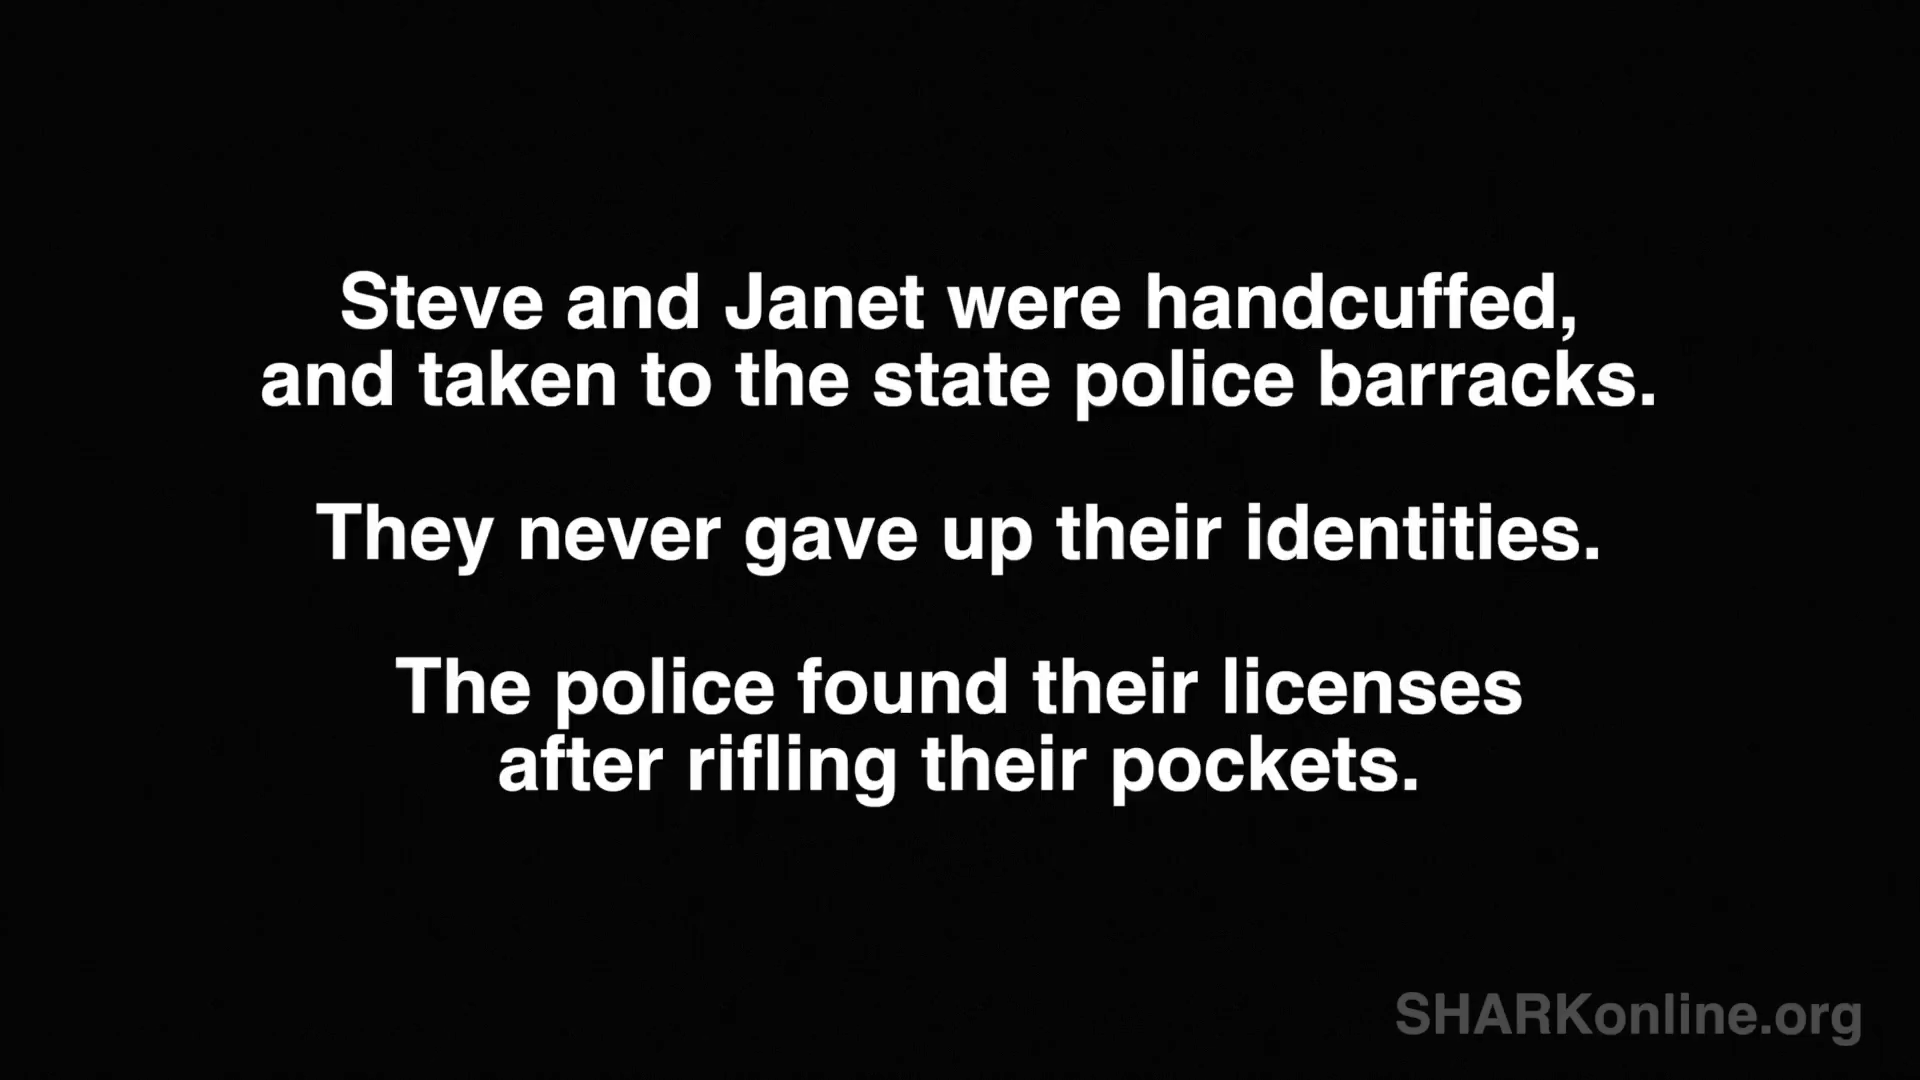 Steve and Janet were handcuffed,
and taken to the state police barracks.
They never gave up their identities.
The police found their licenses
after rifling their pockets.
SHARKonline.org